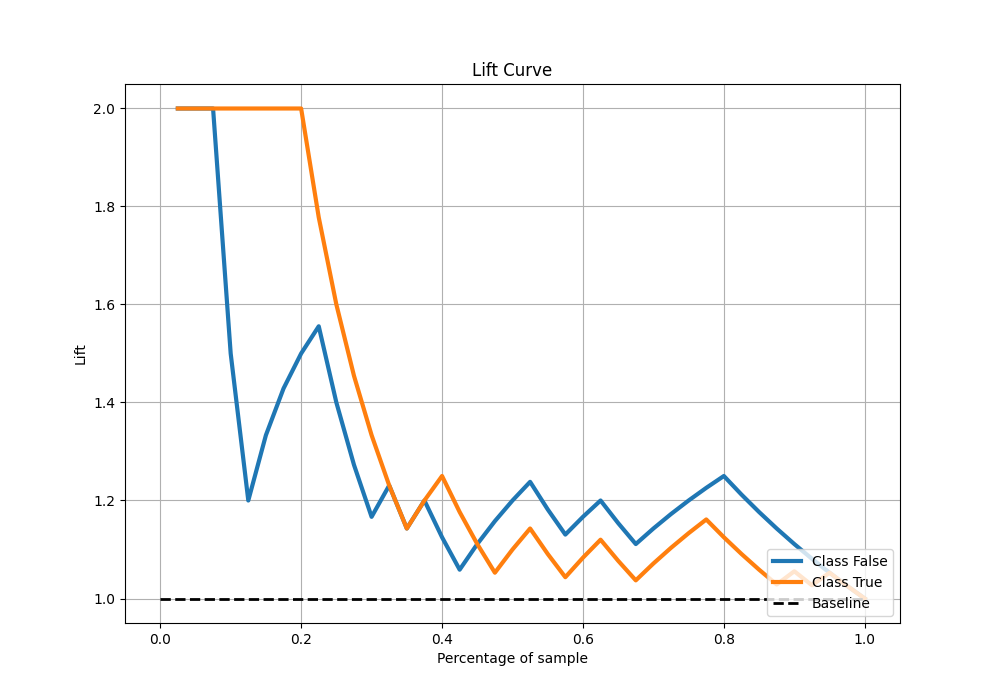 Lift Curve
Lift
2.0
1.8
1.6
1.4
1.2
1.0
0.0
0.2
0.4
0.6
0.8
1.0
Percentage of sample
Class False
Class True
Baseline